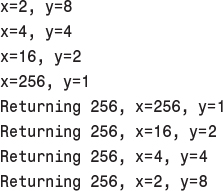 x=2, y=8
x=4, y=4
x=16, y=2
x=256, y=1
Returning 256, x=256, y=1
Returning 256, x=16, y=2
Returning 256, x=4, y=4
Returning 256, x=2, y=8